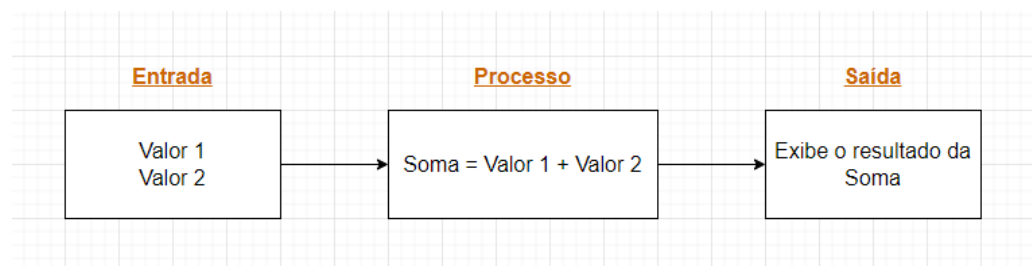 Entrada
Processo
Saída
Valor 1
Valor 2
Soma = Valor 1 + Valor 2
Exibe o resultado da
Soma